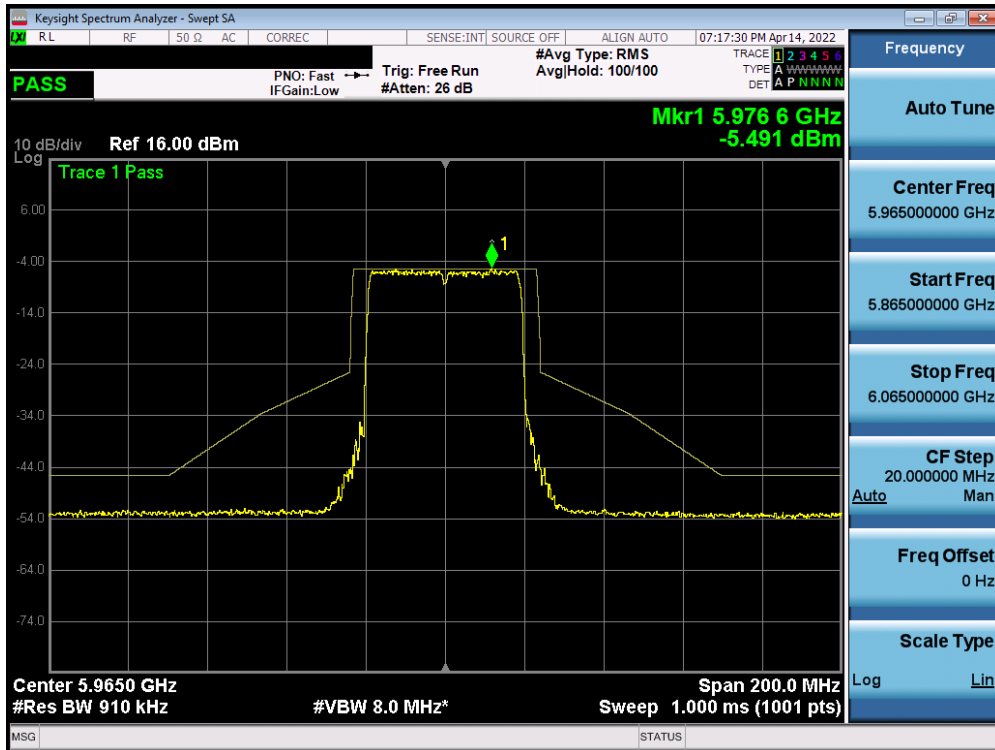 Keysight Spectrum Analyzer - Swept SA
LXI RL RF 50 Ω AC CORREC SENSE:INT SOURCE OFF ALIGN AUTO 07:17:30 PM Apr 14, 2022
PASS
PNO: Fast
IFGain:Low
Trig: Free Run
#Atten: 26 dB
#Avg Type: RMS
Avg|Hold: 100/100
TRACE 1 2 3 4 5 6
TYPE A WWWWW
DET A P N N N N
Mkr1 5.976 6 GHz
-5.491 dBm
10 dB/div Ref 16.00 dBm
Log
Trace 1 Pass
1
6.00
-4.00
-14.0
-24.0
-34.0
-44.0
-54.0
-64.0
-74.0
Center 5.9650 GHz Span 200.0 MHz
#Res BW 910 kHz #VBW 8.0 MHz* Sweep 1.000 ms (1001 pts)
MSG STATUS
Frequency
Auto Tune
Center Freq
5.965000000 GHz
Start Freq
5.865000000 GHz
Stop Freq
6.065000000 GHz
CF Step
20.000000 MHz
Auto Man
Freq Offset
0 Hz
Scale Type
Log Lin